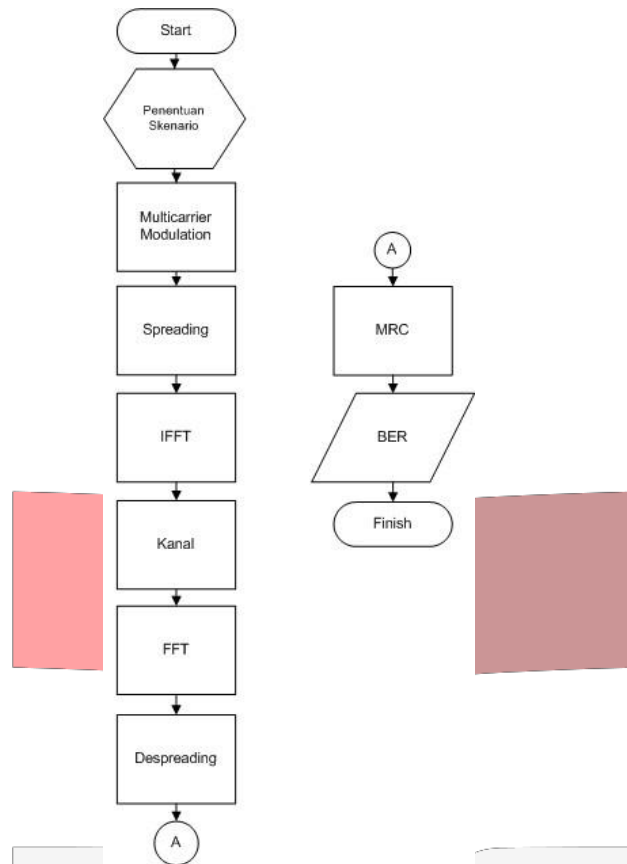 Start
Penentuan
Skenario
Multicarrier
Modulation
Spreading
IFFT
Kanal
FFT
Despreading
A
A
MRC
BER
Finish